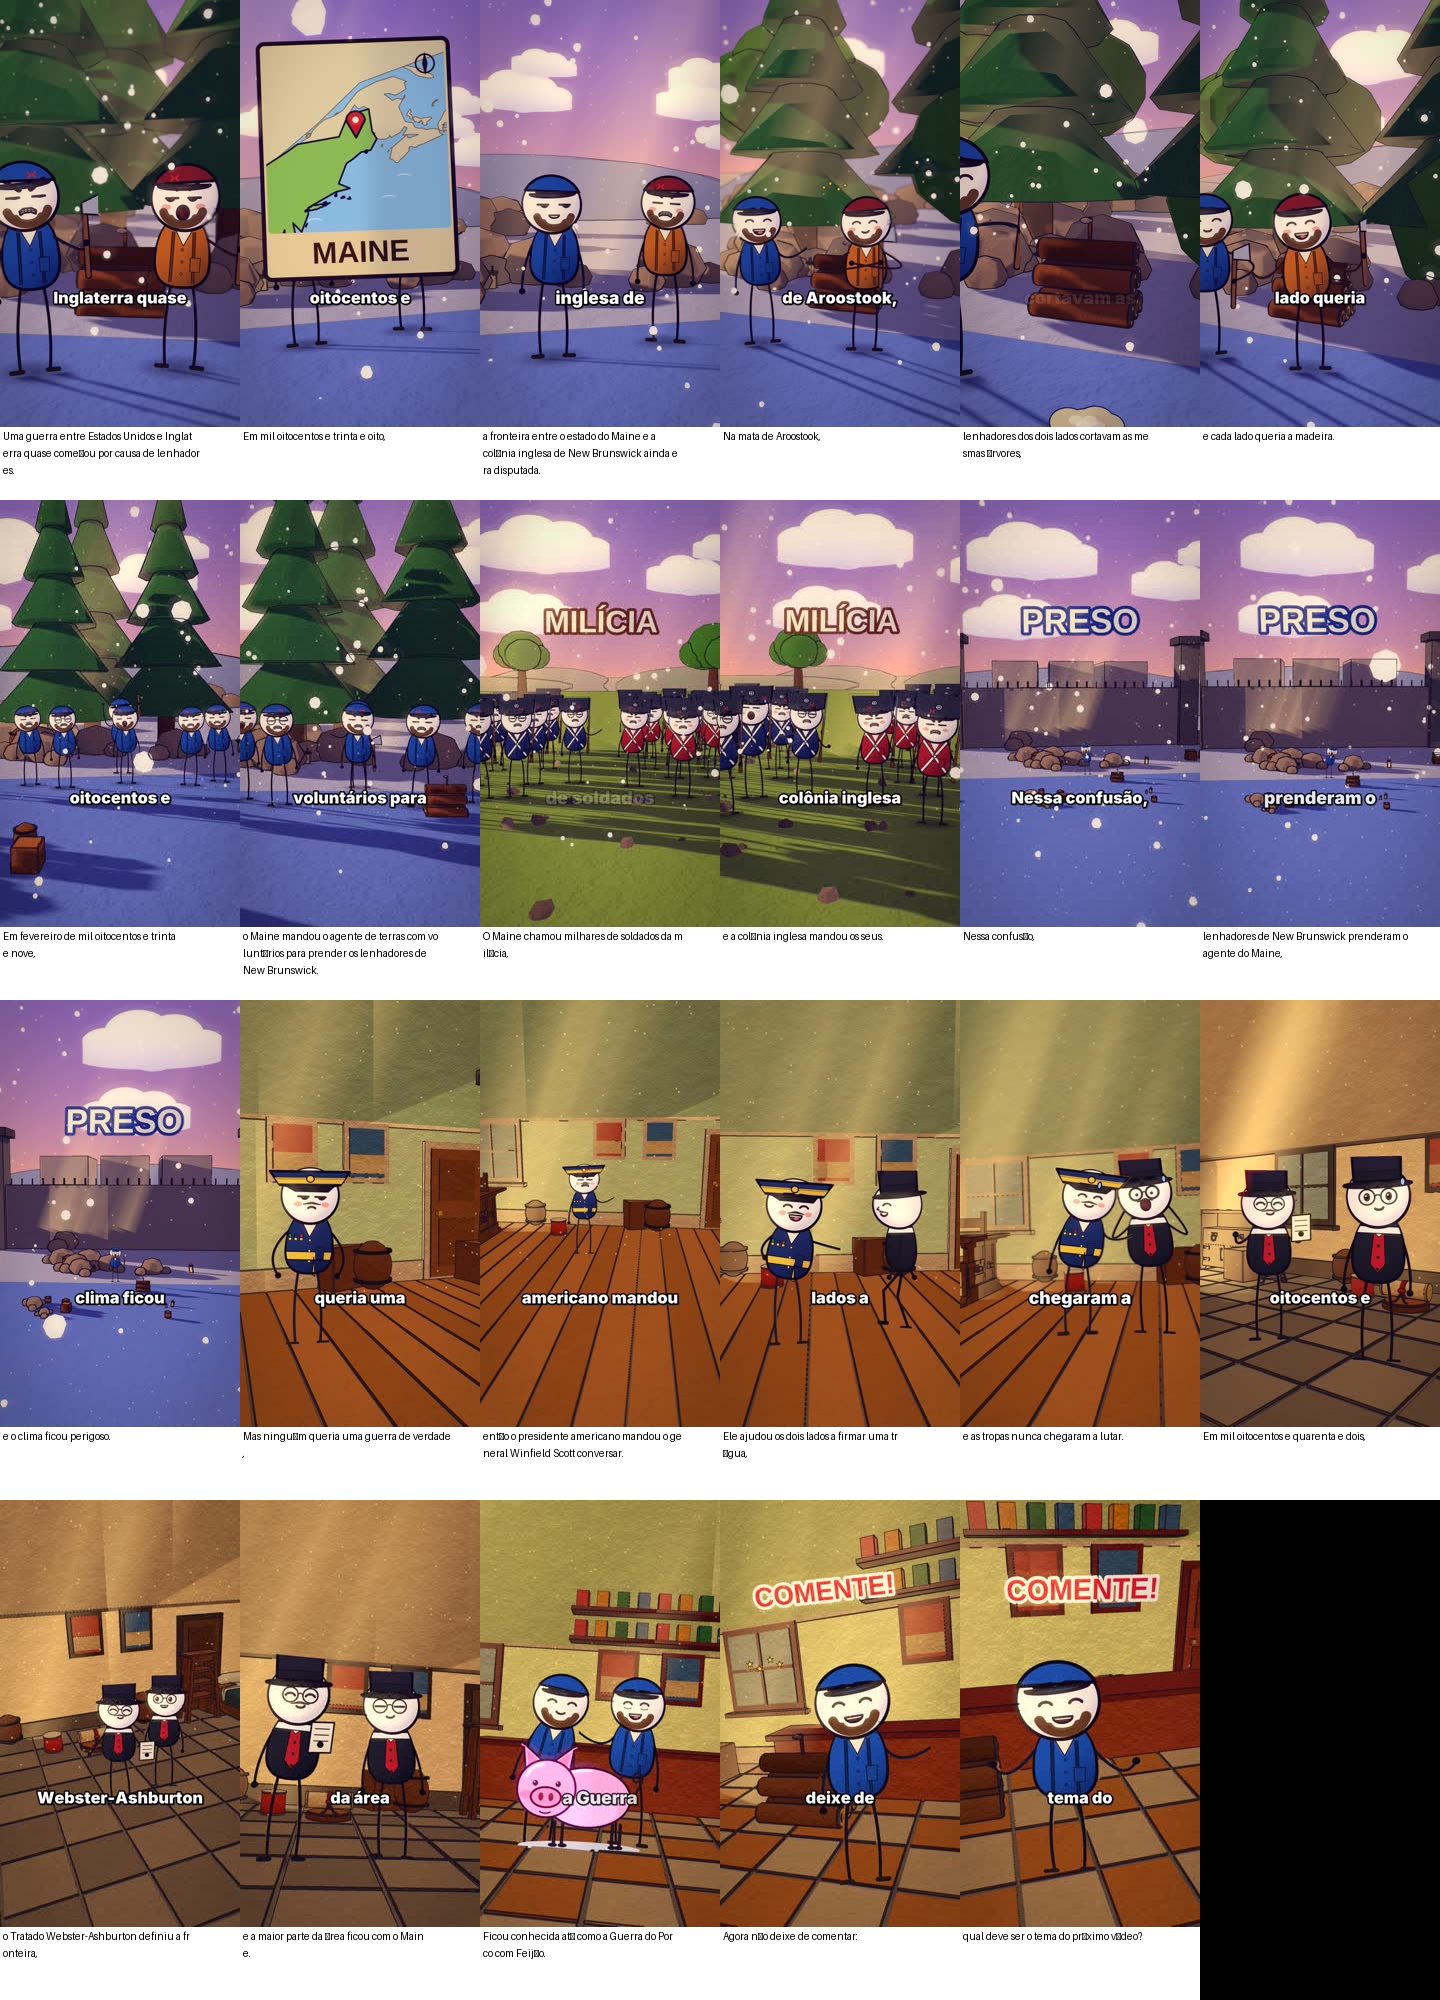 Inglaterra quase,
Uma guerra entre Estados Unidos e Inglat
erra quase come□ou por causa de lenhador
es.
MAINE
oitocentos e
Em mil oitocentos e trinta e oito,
inglesa de
a fronteira entre o estado do Maine e a
col□nia inglesa de New Brunswick ainda e
ra disputada.
de Aroostook,
Na mata de Aroostook,
cortavam as
lenhadores dos dois lados cortavam as me
smas □rvores,
lado queria
e cada lado queria a madeira.
oitocentos e
Em fevereiro de mil oitocentos e trinta
e nove,
voluntários para
o Maine mandou o agente de terras com vo
lunt□rios para prender os lenhadores de
New Brunswick.
MILÍCIA
de soldados
O Maine chamou milhares de soldados da m
il□cia,
MILÍCIA
colônia inglesa
e a col□nia inglesa mandou os seus.
PRESO
Nessa confusão,
Nessa confus□o,
PRESO
prenderam o
lenhadores de New Brunswick prenderam o
agente do Maine,
PRESO
clima ficou
e o clima ficou perigoso.
queria uma
Mas ningu□m queria uma guerra de verdade
,
americano mandou
ent□o o presidente americano mandou o ge
neral Winfield Scott conversar.
lados a
Ele ajudou os dois lados a firmar uma tr
□gua,
chegaram a
e as tropas nunca chegaram a lutar.
oitocentos e
Em mil oitocentos e quarenta e dois,
Webster-Ashburton
o Tratado Webster-Ashburton definiu a fr
onteira,
da área
e a maior parte da □rea ficou com o Main
e.
a Guerra
Ficou conhecida at□ como a Guerra do Por
co com Feij□o.
COMENTE!
deixe de
Agora n□o deixe de comentar:
COMENTE!
tema do
qual deve ser o tema do pr□ximo v□deo?